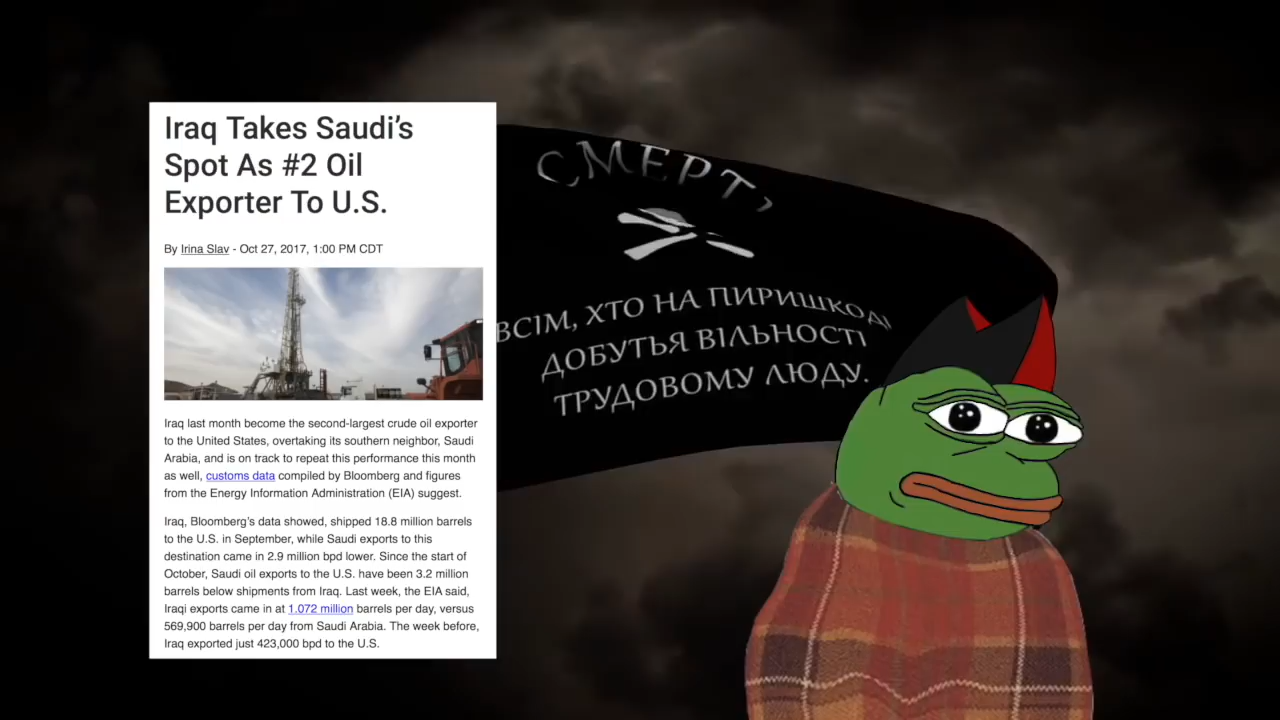 Iraq Takes Saudi's
Spot As #2 Oil
Exporter To U.S.
By Irina Slav - Oct 27, 2017, 1:00 PM CDT
Iraq last month become the second-largest crude oil exporter
to the United States, overtaking its southern neighbor, Saudi
Arabia, and is on track to repeat this performance this month
as well, customs data compiled by Bloomberg and figures
from the Energy Information Administration (EIA) suggest.
Iraq, Bloomberg's data showed, shipped 18.8 million barrels
to the U.S. in September, while Saudi exports to this
destination came in 2.9 million bpd lower. Since the start of
October, Saudi oil exports to the U.S. have been 3.2 million
barrels below shipments from Iraq. Last week, the EIA said,
Iraqi exports came in at 1.072 million barrels per day, versus
569,900 barrels per day from Saudi Arabia. The week before,
Iraq exported just 423,000 bpd to the U.S.
СМЕРТЬ
ВСІМ, ХТО НА ПИРИШКОДІ
ДОБУТЬЯ ВІЛЬНОСТІ
ТРУДОВОМУ ЛЮДУ.